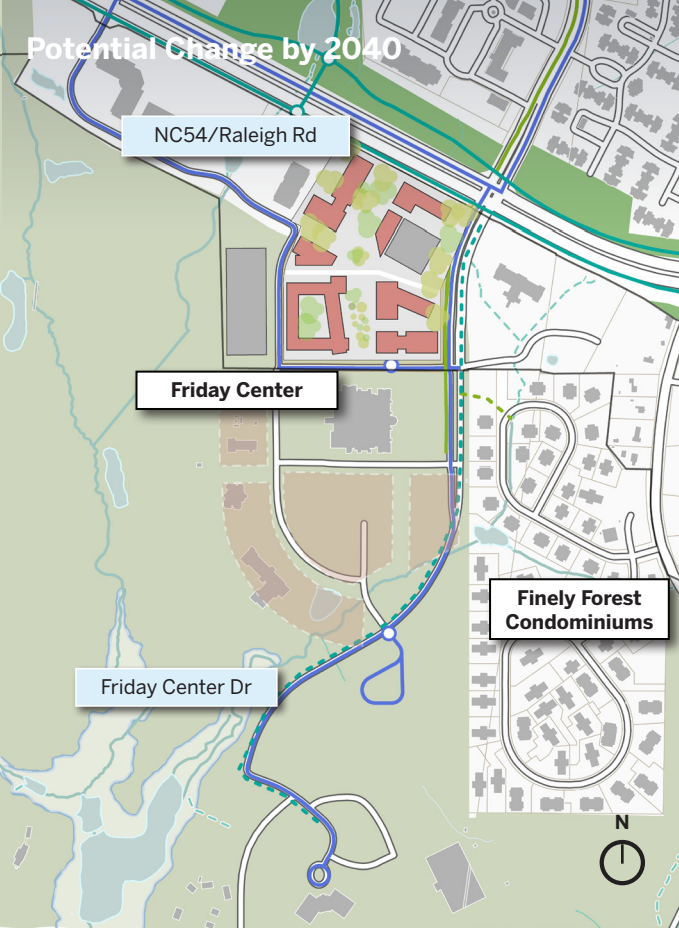 Potential Change by 2040
NC54/Raleigh Rd
Friday Center
Finely Forest
Condominiums
Friday Center Dr
N